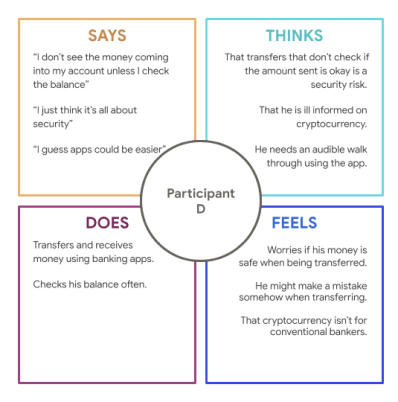 SAYS
“I don’t see the money coming
into my account unless I check
the balance”
“I just think it’s all about
security”
“I guess apps could be easier”
THINKS
That transfers that don’t check if
the amount sent is okay is a
security risk.
That he is ill informed on
cryptocurrency.
He needs an audible walk
through using the app.
Participant
D
DOES
Transfers and receives
money using banking apps.
Checks his balance often.
FEELS
Worries if his money is
safe when being transferred.
He might make a mistake
somehow when transferring.
That cryptocurrency isn’t for
conventional bankers.